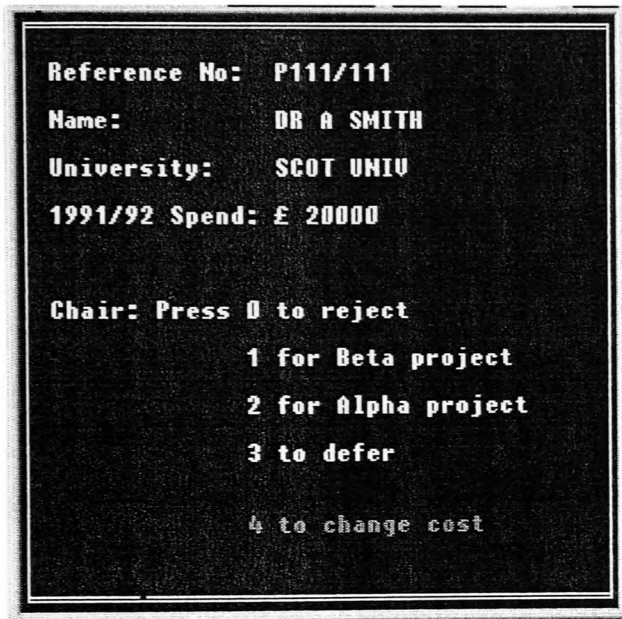 Reference No: P111/111
Name: DR A SMITH
University: SCOT UNIV
1991/92 Spend: £ 20000
Chair: Press 0 to reject
1 for Beta project
2 for Alpha project
3 to defer
4 to change cost